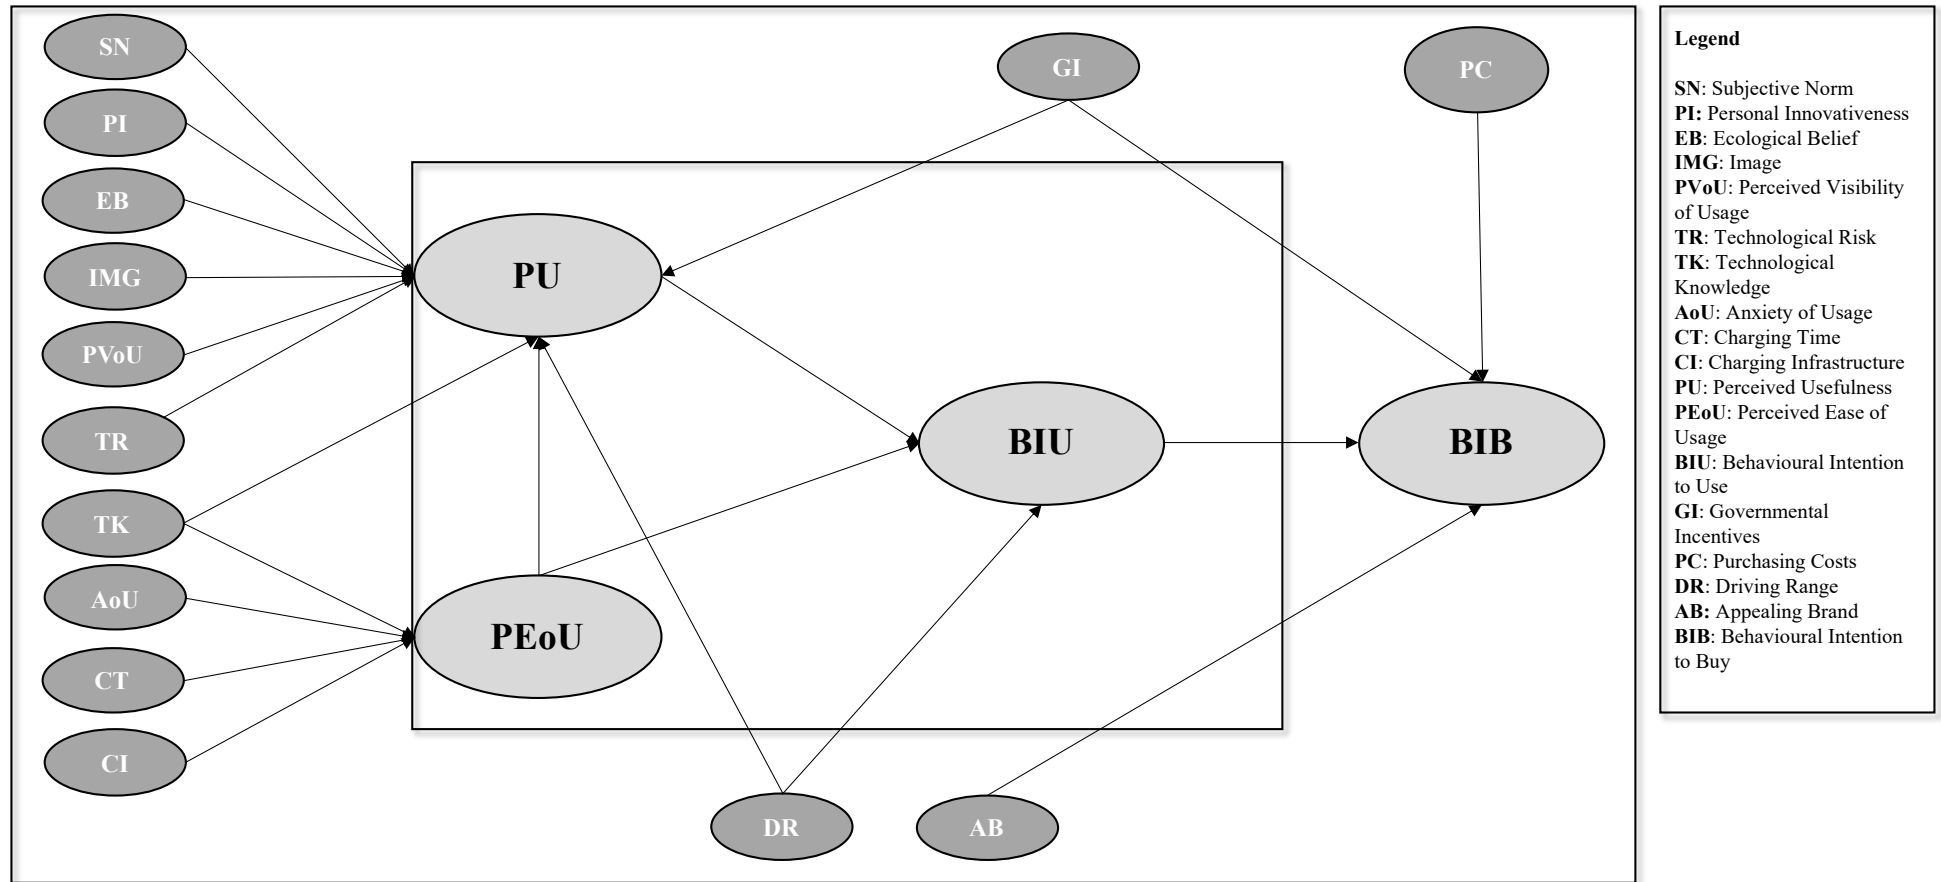 SN
PI
EB
IMG
PVoU
TR
TK
AoU
CT
CI
GI
PC
PU
BIU
BIB
PEoU
DR
AB
Legend
SN: Subjective Norm
PI: Personal Innovativeness
EB: Ecological Belief
IMG: Image
PVoU: Perceived Visibility
of Usage
TR: Technological Risk
TK: Technological
Knowledge
AoU: Anxiety of Usage
CT: Charging Time
CI: Charging Infrastructure
PU: Perceived Usefulness
PEoU: Perceived Ease of
Usage
BIU: Behavioural Intention
to Use
GI: Governmental
Incentives
PC: Purchasing Costs
DR: Driving Range
AB: Appealing Brand
BIB: Behavioural Intention
to Buy